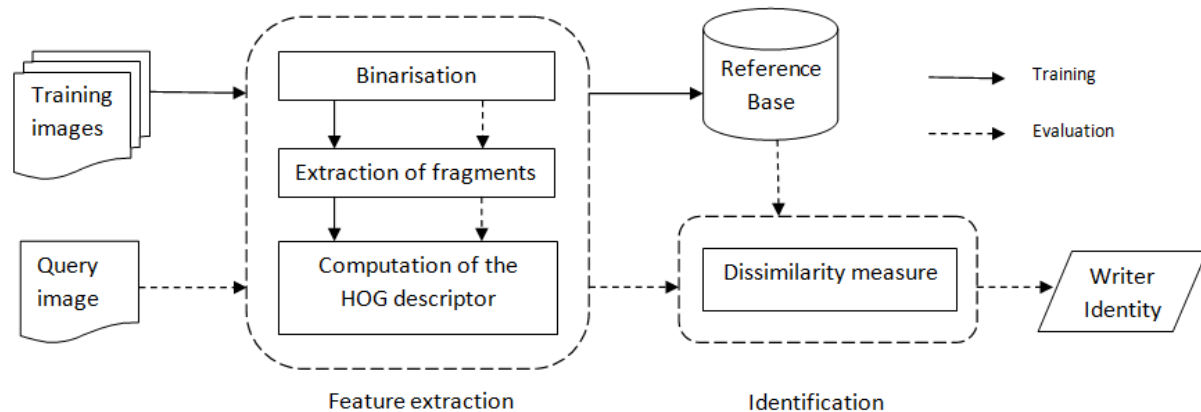 Training
images
Query
image
Binarisation
Extraction of fragments
Computation of the
HOG descriptor
Feature extraction
Reference
Base
Dissimilarity measure
Identification
Writer
Identity
Training
Evaluation